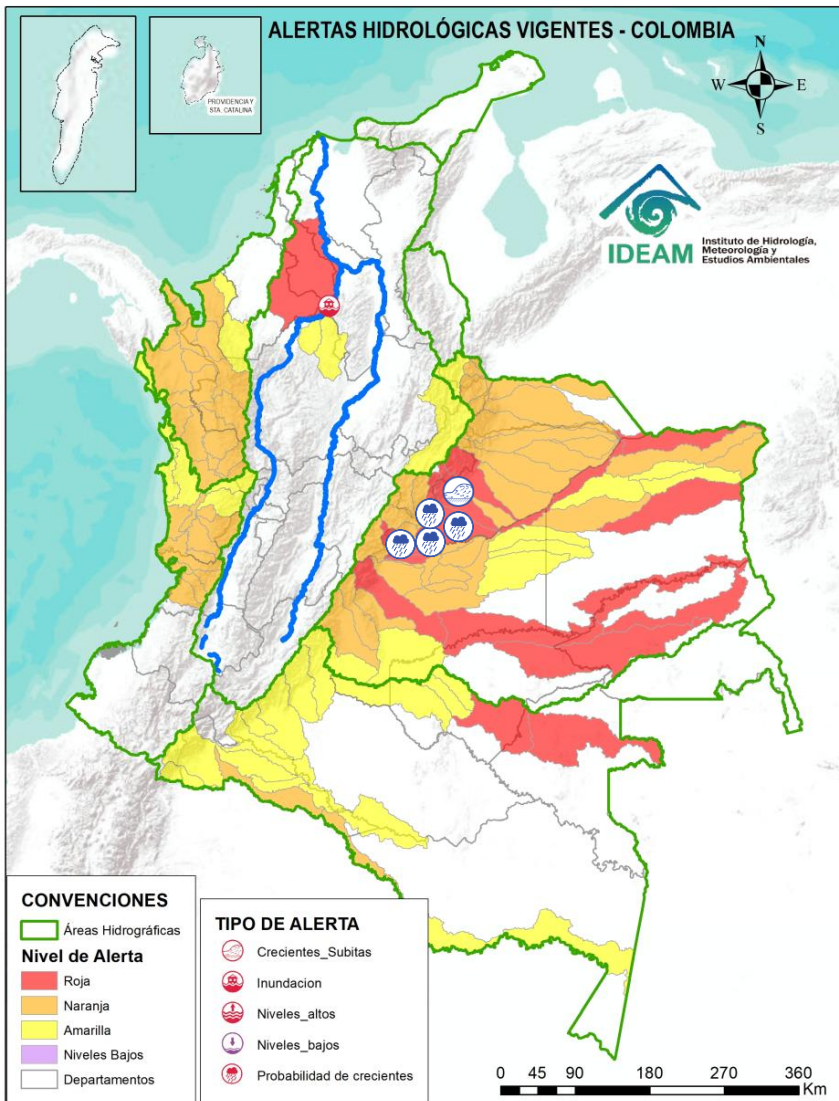 ALERTAS HIDROLÓGICAS VIGENTES - COLOMBIA
PROVIDENCIA Y
STA. CATALINA
N
W
E
S
IDEAM
Instituto de Hidrología,
Meteorología y
Estudios Ambientales
CONVENCIONES
Áreas Hidrográficas
Nivel de Alerta
Roja
Naranja
Amarilla
Niveles Bajos
Departamentos
TIPO DE ALERTA
Crecientes_Subitas
Inundacion
Niveles_altos
Niveles_bajos
Probabilidad de crecientes
0 45 90 180 270 360
Km